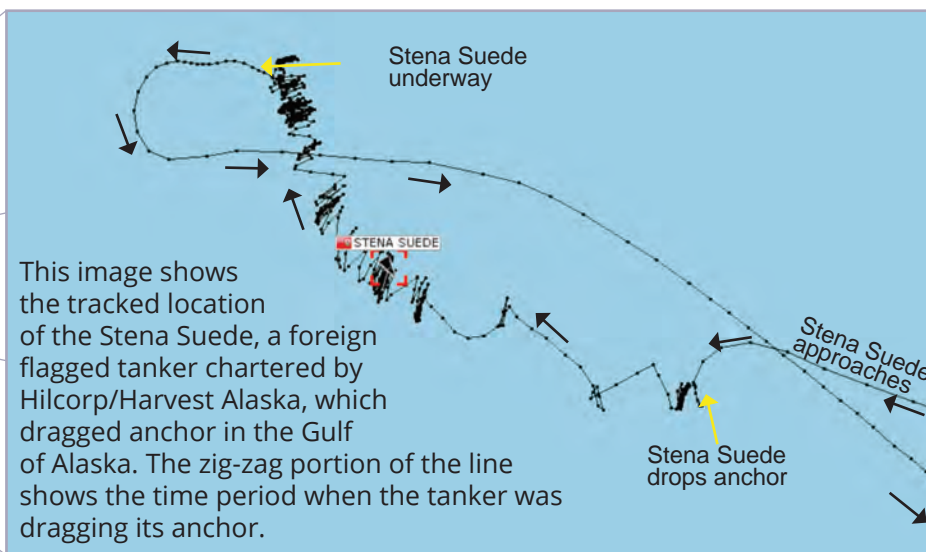 Stena Suede
underway
STENA SUEDE
Stena Suede
approaches
This image shows
the tracked location
of the Stena Suede, a foreign
flagged tanker chartered by
Hilcorp/Harvest Alaska, which
dragged anchor in the Gulf
of Alaska. The zig-zag portion of the line
shows the time period when the tanker was
dragging its anchor.
Stena Suede
drops anchor